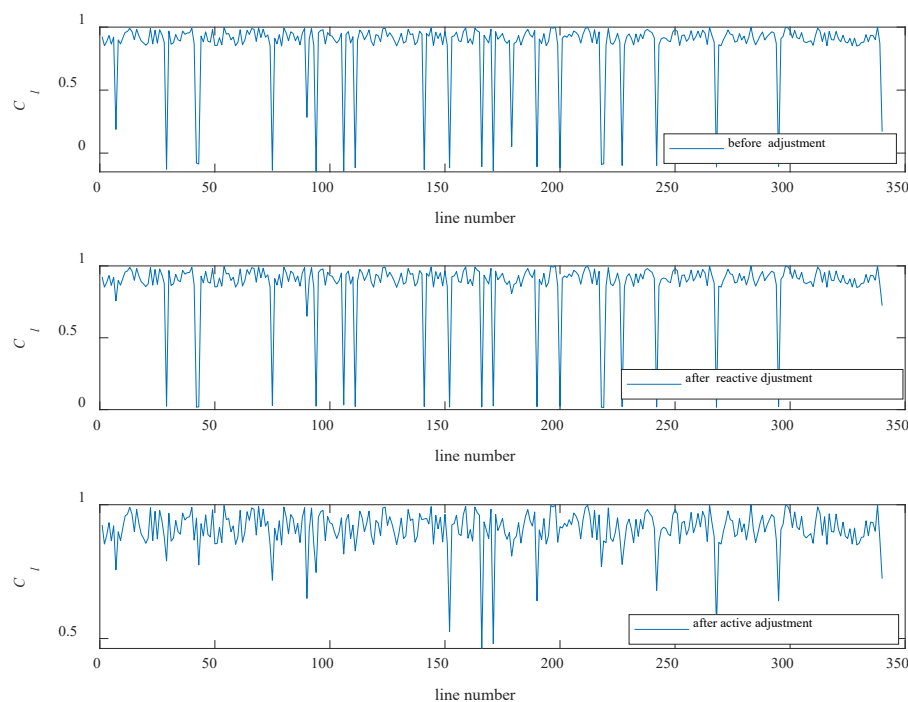 1
0.5
0
C l
before adjustment
0 50 100 150 200 250 300 350
line number
1
0.5
0
C l
after reactive djustment
0 50 100 150 200 250 300 350
line number
1
0.5
C l
after active adjustment
0 50 100 150 200 250 300 350
line number